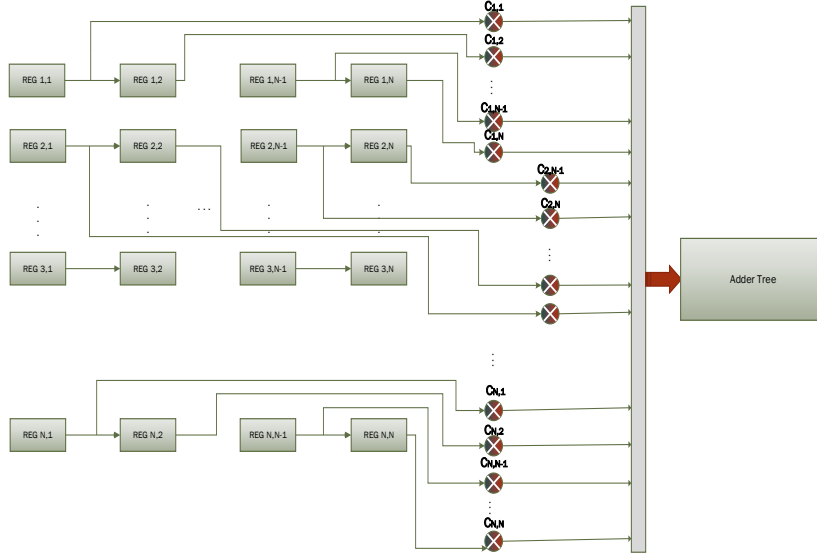 C1,1
C1,2
REG 1,1 REG 1,2 REG 1,N-1 REG 1,N
C1,N-1
C1,N
REG 2,1 REG 2,2 REG 2,N-1 REG 2,N
C2,N-1
C2,N
REG 3,1 REG 3,2 REG 3,N-1 REG 3,N
Adder Tree
CN,1
REG N,1 REG N,2 REG N,N-1 REG N,N
CN,2
CN,N-1
CN,N